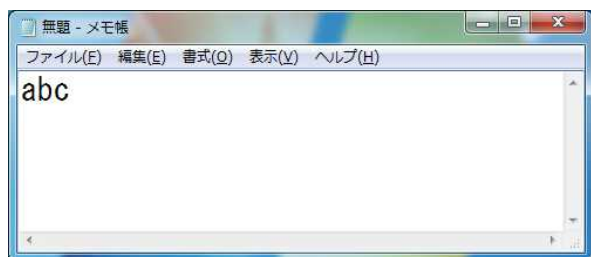 無題 - メモ帳
ファイル(F) 編集(E) 書式(O) 表示(V) ヘルプ(H)
abc